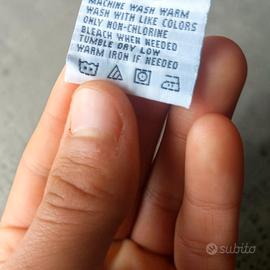 MACHINE WASH WARM
WASH WITH LIKE COLORS
ONLY NON-CHLORINE
BLEACH WHEN NEEDED
TUMBLE DRY LOW
WARM IRON IF NEEDED
subito